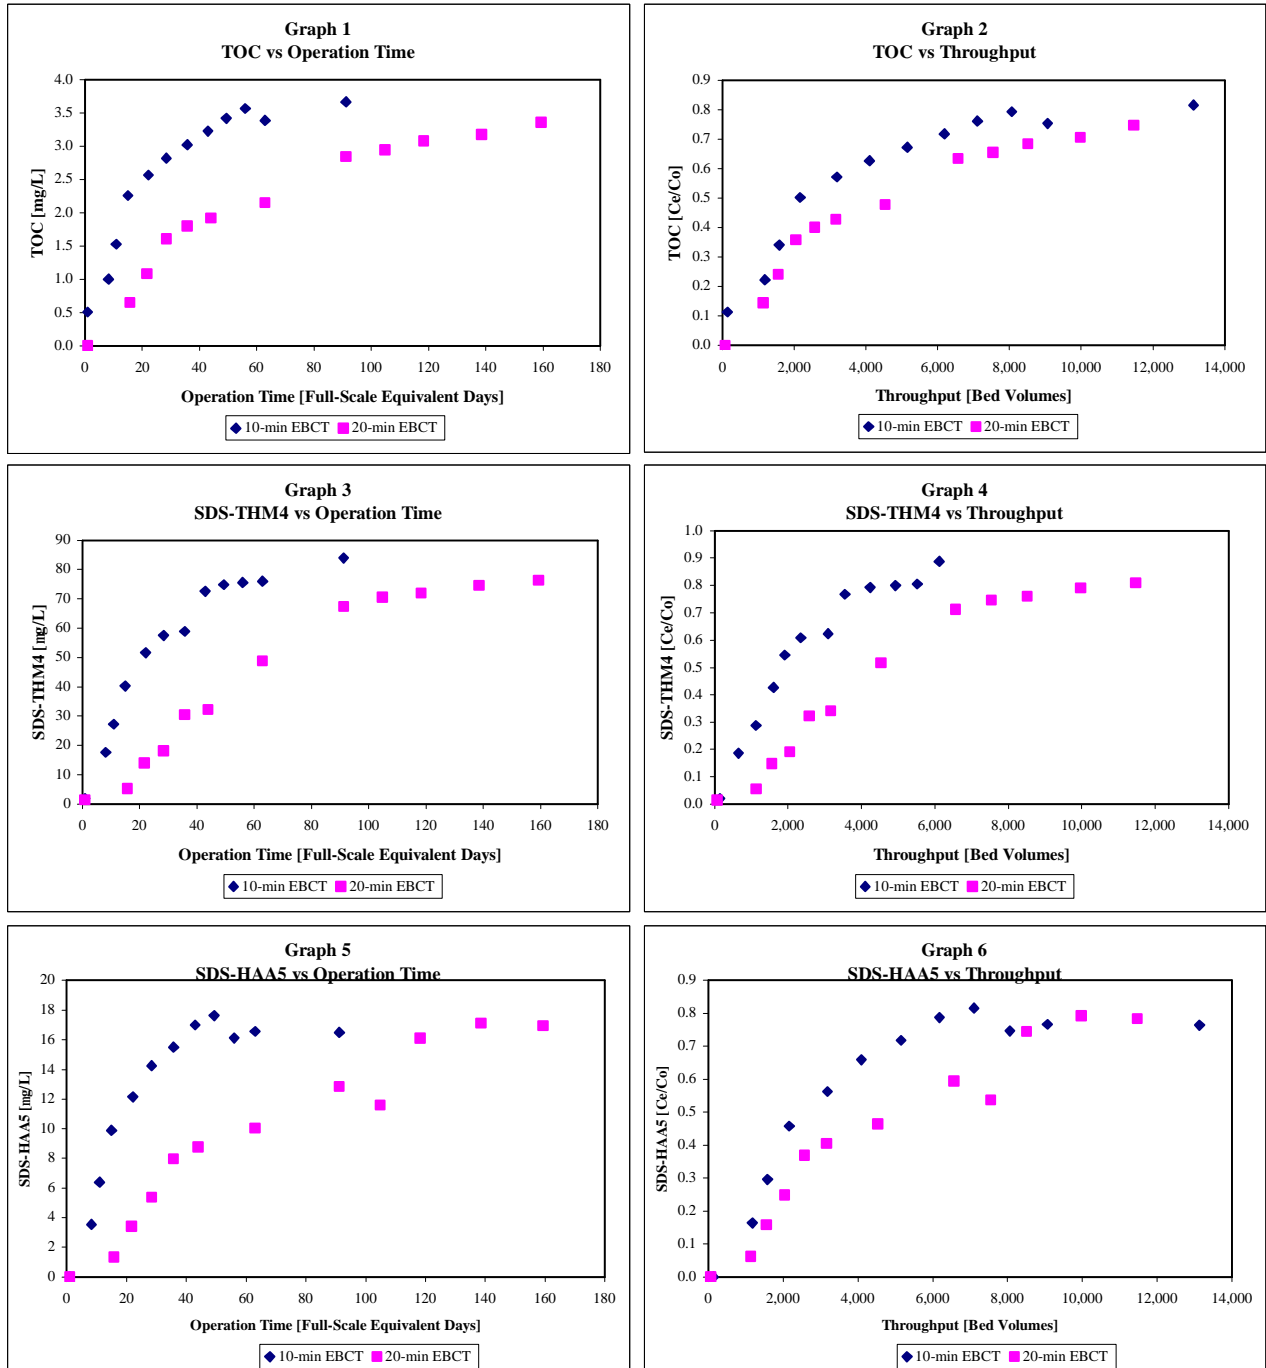 Graph 1
TOC vs Operation Time
4.0
3.5
3.0
2.5
2.0
1.5
1.0
0.5
0.0
TOC [mg/L]
0 20 40 60 80 100 120 140 160 180
Operation Time [Full-Scale Equivalent Days]
10-min EBCT 20-min EBCT
Graph 2
TOC vs Throughput
0.9
0.8
0.7
0.6
0.5
0.4
0.3
0.2
0.1
0.0
TOC [Ce/Co]
0 2,000 4,000 6,000 8,000 10,000 12,000 14,000
Throughput [Bed Volumes]
10-min EBCT 20-min EBCT
Graph 3
SDS-THM4 vs Operation Time
90
80
70
60
50
40
30
20
10
0
SDS-THM4 [mg/L]
0 20 40 60 80 100 120 140 160 180
Operation Time [Full-Scale Equivalent Days]
10-min EBCT 20-min EBCT
Graph 4
SDS-THM4 vs Throughput
1.0
0.9
0.8
0.7
0.6
0.5
0.4
0.3
0.2
0.1
0.0
SDS-THM4 [Ce/Co]
0 2,000 4,000 6,000 8,000 10,000 12,000 14,000
Throughput [Bed Volumes]
10-min EBCT 20-min EBCT
Graph 5
SDS-HAA5 vs Operation Time
20
18
16
14
12
10
8
6
4
2
0
SDS-HAA5 [mg/L]
0 20 40 60 80 100 120 140 160 180
Operation Time [Full-Scale Equivalent Days]
10-min EBCT 20-min EBCT
Graph 6
SDS-HAA5 vs Throughput
0.9
0.8
0.7
0.6
0.5
0.4
0.3
0.2
0.1
0.0
SDS-HAA5 [Ce/Co]
0 2,000 4,000 6,000 8,000 10,000 12,000 14,000
Throughput [Bed Volumes]
10-min EBCT 20-min EBCT